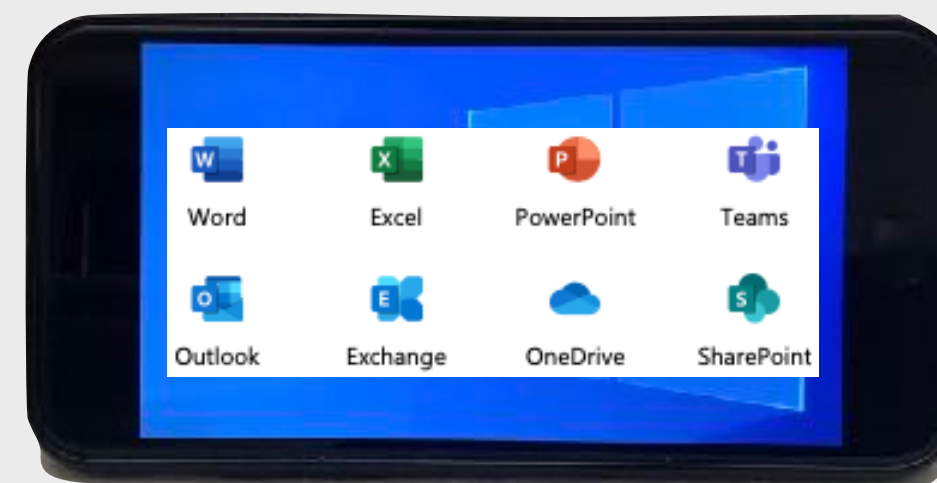 W X P T
Word Excel PowerPoint Teams
O E S
Outlook Exchange OneDrive SharePoint